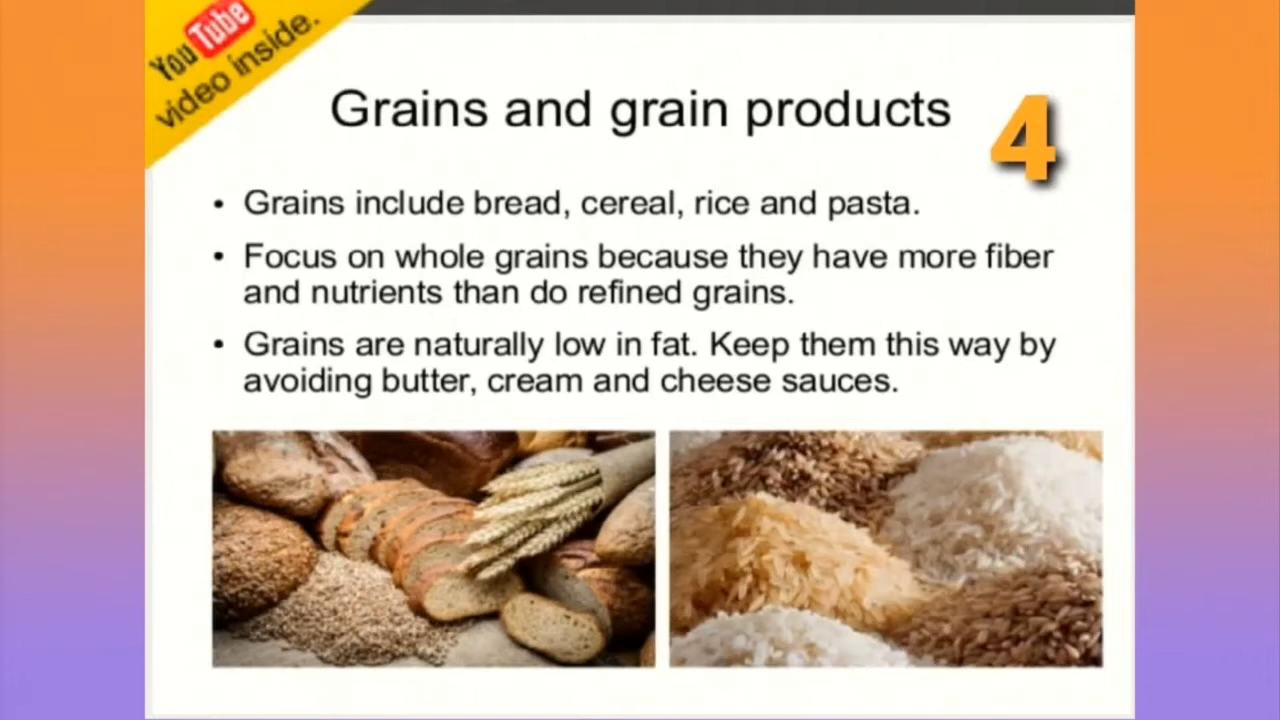 YouTube
video inside.
Grains and grain products
4
• Grains include bread, cereal, rice and pasta.
• Focus on whole grains because they have more fiber
and nutrients than do refined grains.
• Grains are naturally low in fat. Keep them this way by
avoiding butter, cream and cheese sauces.